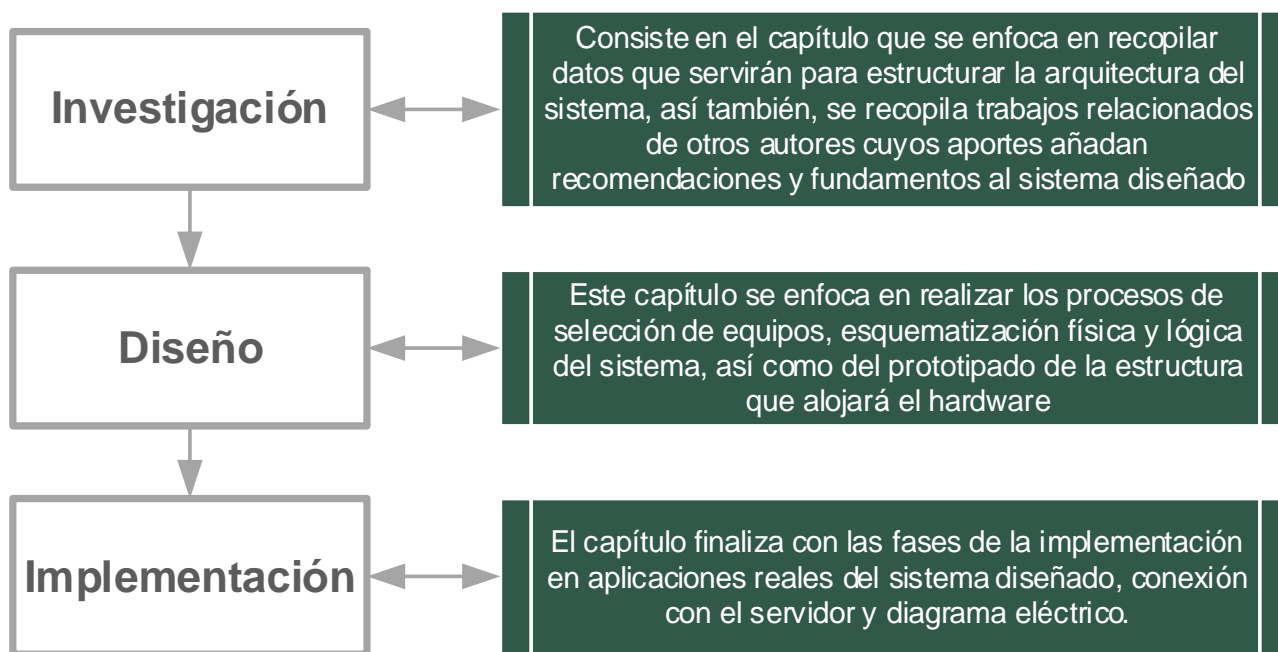 Investigación
Consiste en el capítulo que se enfoca en recopilar
datos que servirán para estructurar la arquitectura del
sistema, así también, se recopila trabajos relacionados
de otros autores cuyos aportes añadan
recomendaciones y fundamentos al sistema diseñado
Diseño
Este capítulo se enfoca en realizar los procesos de
selección de equipos, esquematización física y lógica
del sistema, así como del prototipado de la estructura
que alojará el hardware
Implementación
El capítulo finaliza con las fases de la implementación
en aplicaciones reales del sistema diseñado, conexión
con el servidor y diagrama eléctrico.